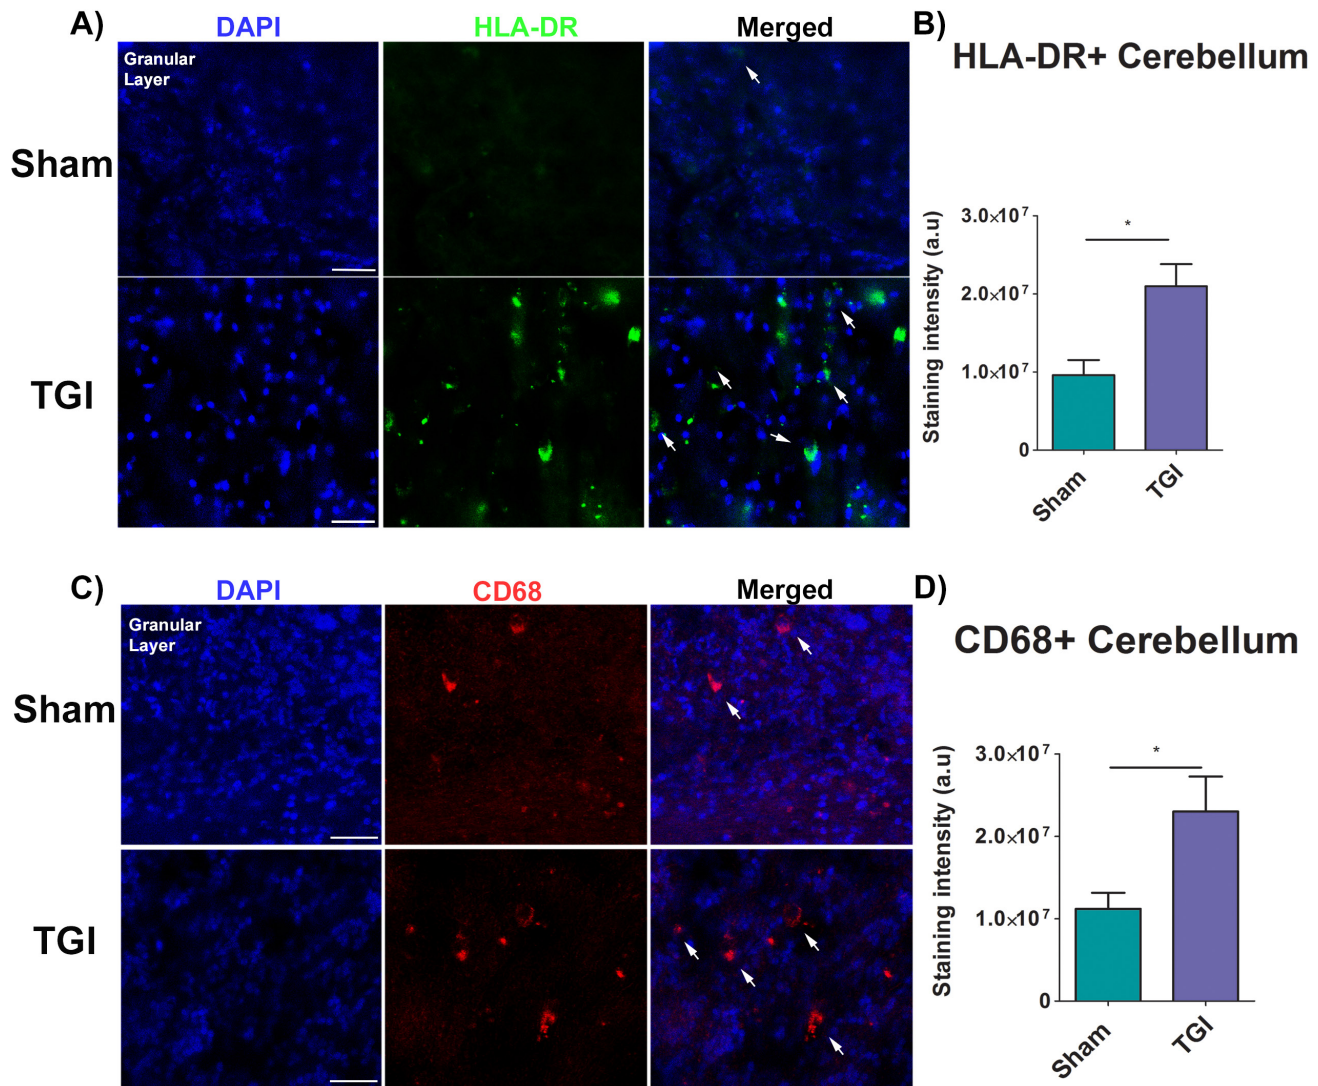 A)
DAPI
HLA-DR
Merged
B)
HLA-DR+ Cerebellum
Granular
Layer
Sham
TGI
Staining intensity (a.u)
3.0×10⁷
2.0×10⁷
1.0×10⁷
0
*
Sham
TGI
C)
DAPI
CD68
Merged
D)
CD68+ Cerebellum
Granular
Layer
Sham
TGI
Staining intensity (a.u)
3.0×10⁷
2.0×10⁷
1.0×10⁷
0
*
Sham
TGI